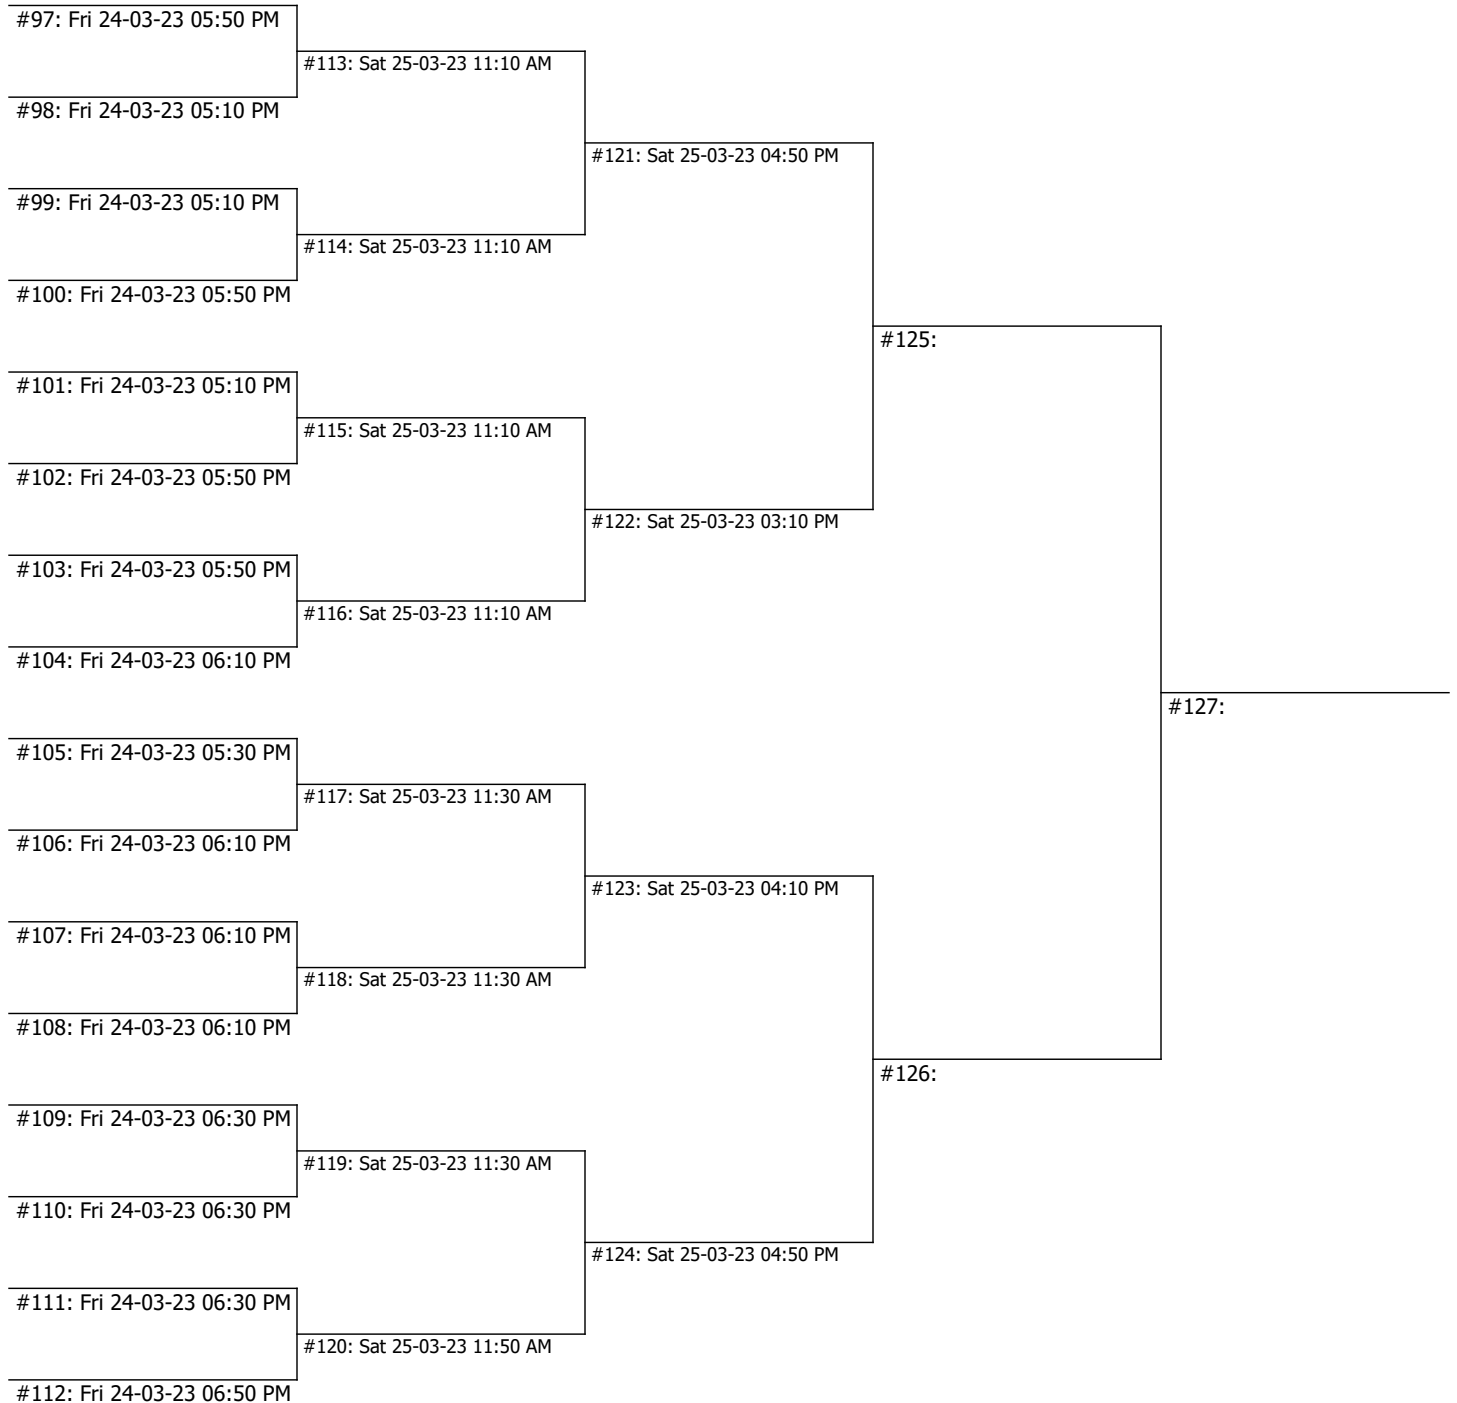 #97: Fri 24-03-23 05:50 PM
#113: Sat 25-03-23 11:10 AM
#98: Fri 24-03-23 05:10 PM
#121: Sat 25-03-23 04:50 PM
#99: Fri 24-03-23 05:10 PM
#114: Sat 25-03-23 11:10 AM
#100: Fri 24-03-23 05:50 PM
#125:
#101: Fri 24-03-23 05:10 PM
#115: Sat 25-03-23 11:10 AM
#102: Fri 24-03-23 05:50 PM
#122: Sat 25-03-23 03:10 PM
#103: Fri 24-03-23 05:50 PM
#116: Sat 25-03-23 11:10 AM
#104: Fri 24-03-23 06:10 PM
#127:
#105: Fri 24-03-23 05:30 PM
#117: Sat 25-03-23 11:30 AM
#106: Fri 24-03-23 06:10 PM
#123: Sat 25-03-23 04:10 PM
#107: Fri 24-03-23 06:10 PM
#118: Sat 25-03-23 11:30 AM
#108: Fri 24-03-23 06:10 PM
#126:
#109: Fri 24-03-23 06:30 PM
#119: Sat 25-03-23 11:30 AM
#110: Fri 24-03-23 06:30 PM
#124: Sat 25-03-23 04:50 PM
#111: Fri 24-03-23 06:30 PM
#120: Sat 25-03-23 11:50 AM
#112: Fri 24-03-23 06:50 PM